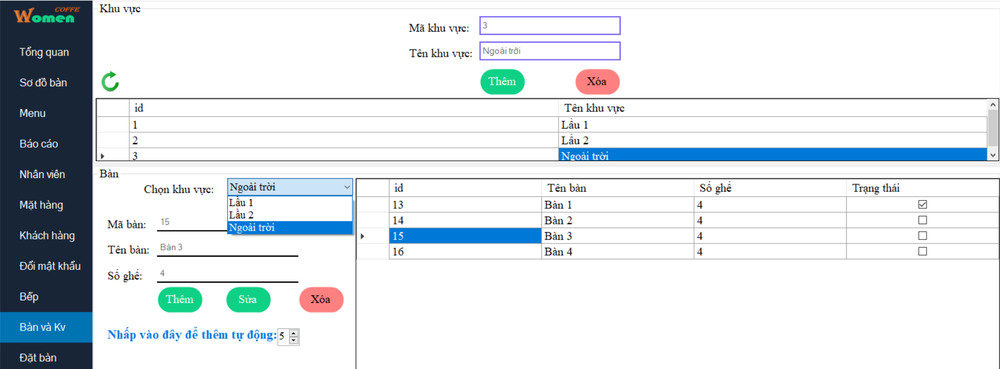 COFFE
Women
Tổng quan
Sơ đồ bàn
Menu
Báo cáo
Nhân viên
Mặt hàng
Khách hàng
Đổi mật khẩu
Bếp
Bàn và Kv
Đặt bàn
Khu vực
Mã khu vực: 3
Tên khu vực: Ngoài trời
Thêm Xóa
id Tên khu vực
1 Lầu 1
2 Lầu 2
3 Ngoài trời
Bàn
Chọn khu vực: Ngoài trời
Lầu 1
Lầu 2
Ngoài trời
Mã bàn: 15
Tên bàn: Bàn 3
Số ghế: 4
Thêm Sửa Xóa
Nhấp vào đây để thêm tự động: 5
id Tên bàn Số ghế Trạng thái
13 Bàn 1 4
14 Bàn 2 4
15 Bàn 3 4
16 Bàn 4 4